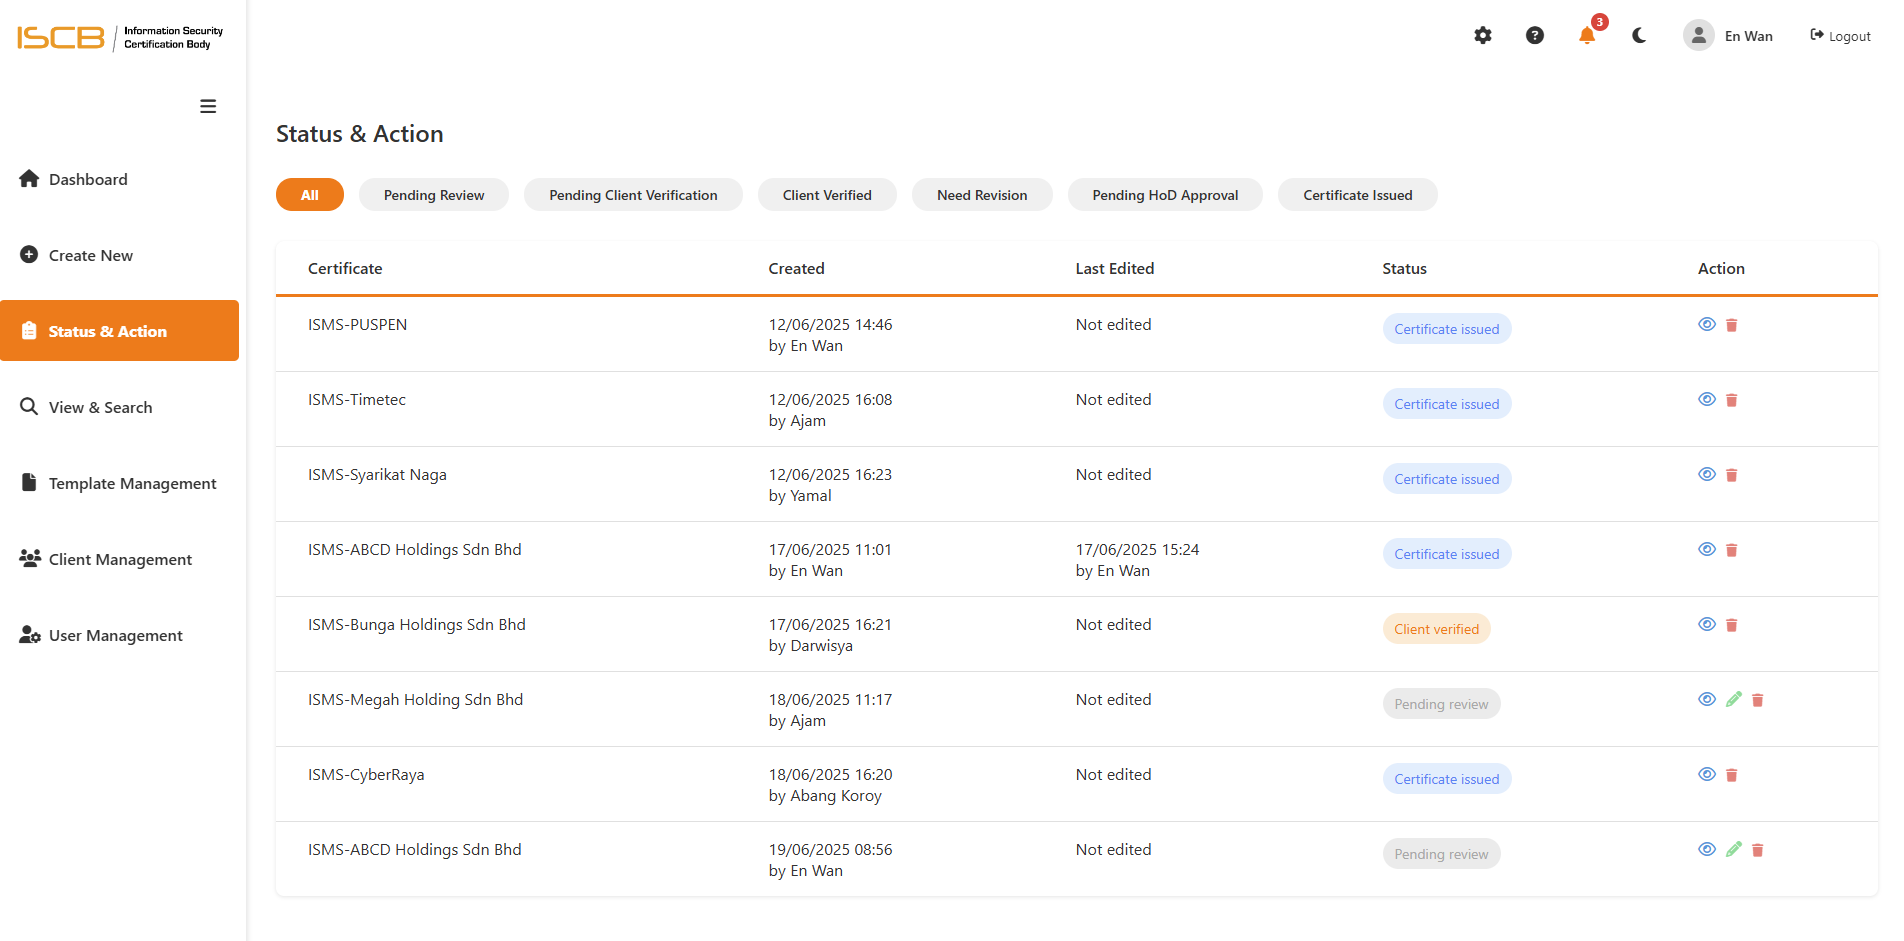 ISCB
Information Security
Certification Body
3
En Wan
Logout
Status & Action
Dashboard
All
Pending Review
Pending Client Verification
Client Verified
Need Revision
Pending HoD Approval
Certificate Issued
Create New
Status & Action
View & Search
Template Management
Client Management
User Management
Certificate Created Last Edited Status Action
ISMS-PUSPEN 12/06/2025 14:46 Not edited Certificate issued
by En Wan
ISMS-Timetec 12/06/2025 16:08 Not edited Certificate issued
by Ajam
ISMS-Syarikat Naga 12/06/2025 16:23 Not edited Certificate issued
by Yamal
ISMS-ABCD Holdings Sdn Bhd 17/06/2025 11:01 17/06/2025 15:24 Certificate issued
by En Wan by En Wan
ISMS-Bunga Holdings Sdn Bhd 17/06/2025 16:21 Not edited Client verified
by Darwisya
ISMS-Megah Holding Sdn Bhd 18/06/2025 11:17 Not edited Pending review
by Ajam
ISMS-CyberRaya 18/06/2025 16:20 Not edited Certificate issued
by Abang Koroy
ISMS-ABCD Holdings Sdn Bhd 19/06/2025 08:56 Not edited Pending review
by En Wan